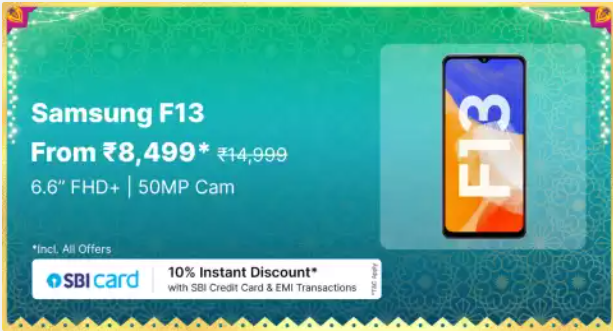 Samsung F13
From ₹8,499* ₹14,999
6.6” FHD+ | 50MP Cam
F13
*Incl. All Offers
SBI card
10% Instant Discount*
with SBI Credit Card & EMI Transactions
*T&C Apply